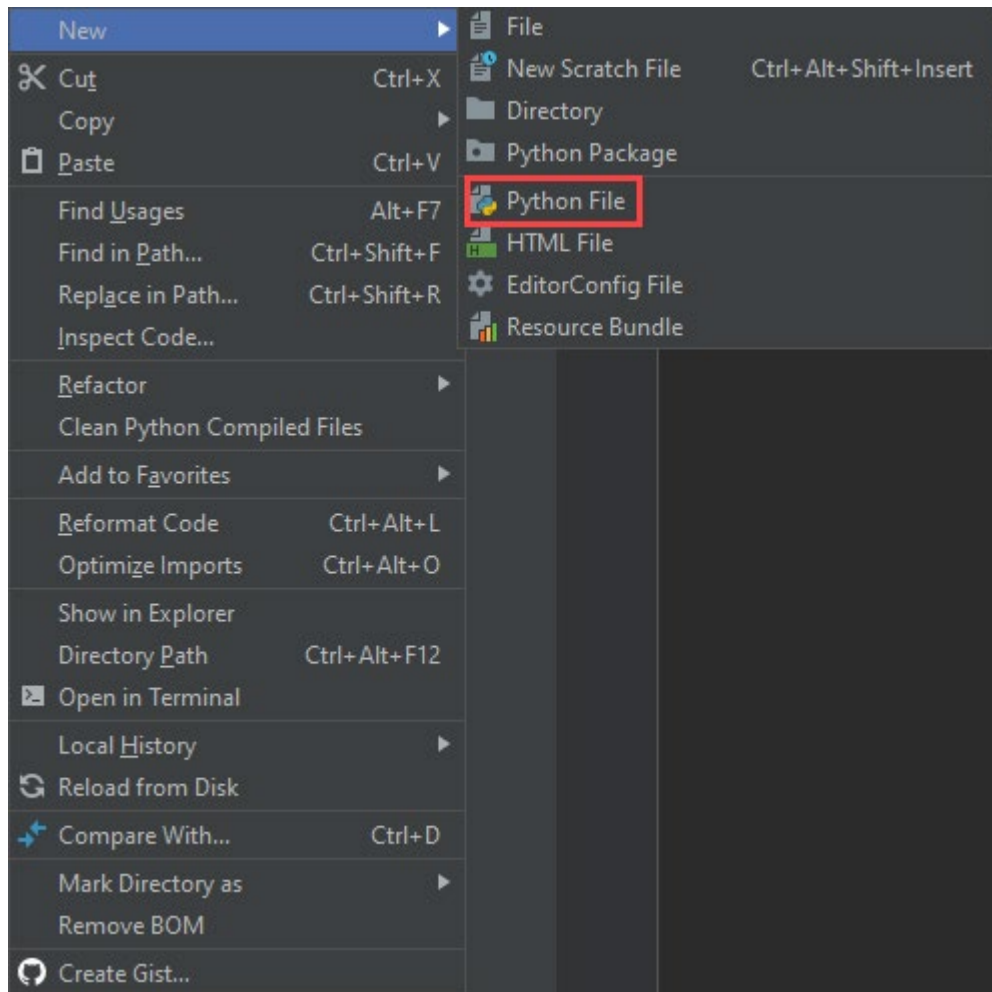 New
Cut Ctrl+X
Copy
Paste Ctrl+V
Find Usages Alt+F7
Find in Path... Ctrl+Shift+F
Replace in Path... Ctrl+Shift+R
Inspect Code...
Refactor
Clean Python Compiled Files
Add to Favorites
Reformat Code Ctrl+Alt+L
Optimize Imports Ctrl+Alt+O
Show in Explorer
Directory Path Ctrl+Alt+F12
Open in Terminal
Local History
Reload from Disk
Compare With... Ctrl+D
Mark Directory as
Remove BOM
Create Gist...
File
New Scratch File Ctrl+Alt+Shift+Insert
Directory
Python Package
Python File
HTML File
EditorConfig File
Resource Bundle